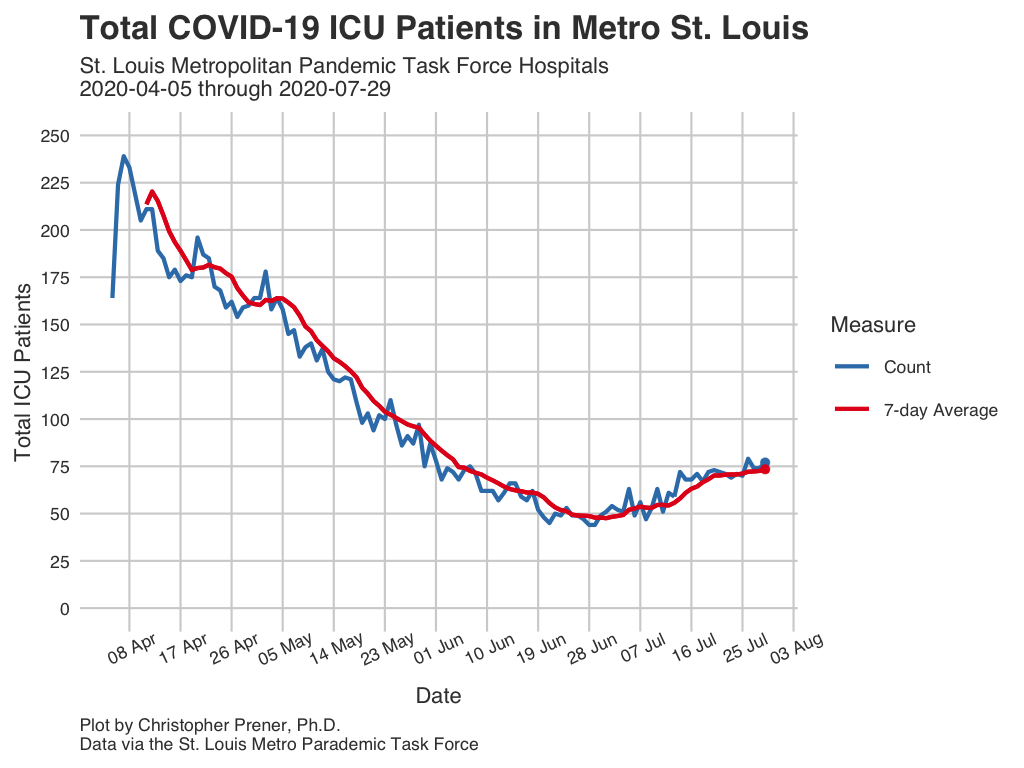 Total COVID-19 ICU Patients in Metro St. Louis
St. Louis Metropolitan Pandemic Task Force Hospitals
2020-04-05 through 2020-07-29
Total ICU Patients
250
225
200
175
150
125
100
75
50
25
0
08 Apr
17 Apr
26 Apr
05 May
14 May
23 May
01 Jun
10 Jun
19 Jun
28 Jun
07 Jul
16 Jul
25 Jul
03 Aug
Date
Measure
Count
7-day Average
Plot by Christopher Prener, Ph.D.
Data via the St. Louis Metro Parademic Task Force